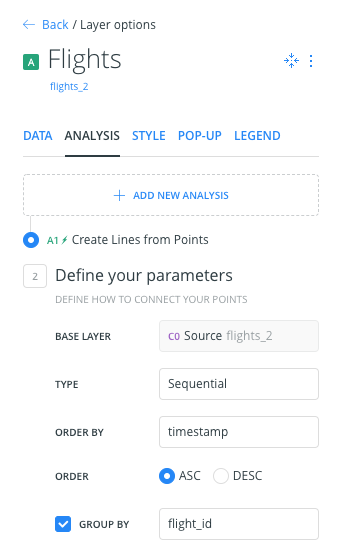 Back / Layer options
A Flights
flights_2
DATA ANALYSIS STYLE POP-UP LEGEND
ADD NEW ANALYSIS
A1 Create Lines from Points
2 Define your parameters
DEFINE HOW TO CONNECT YOUR POINTS
BASE LAYER C0 Source flights_2
TYPE Sequential
ORDER BY timestamp
ORDER ASC DESC
GROUP BY flight_id